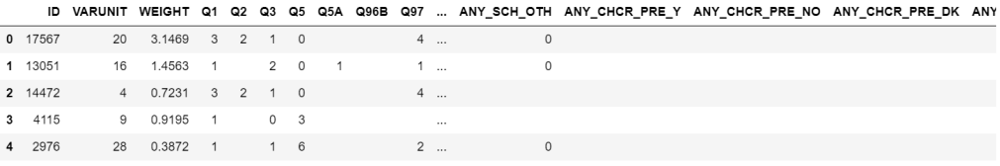 ID VARUNIT WEIGHT Q1 Q2 Q3 Q5 Q5A Q96B Q97 ... ANY_SCH_OTH ANY_CHCR_PRE_Y ANY_CHCR_PRE_NO ANY_CHCR_PRE_DK ANY
0 17567 20 3.1469 3 2 1 0 4 ... 0
1 13051 16 1.4563 1 2 0 1 1 ... 0
2 14472 4 0.7231 3 2 1 0 4 ...
3 4115 9 0.9195 1 0 3 ...
4 2976 28 0.3872 1 1 6 2 ... 0